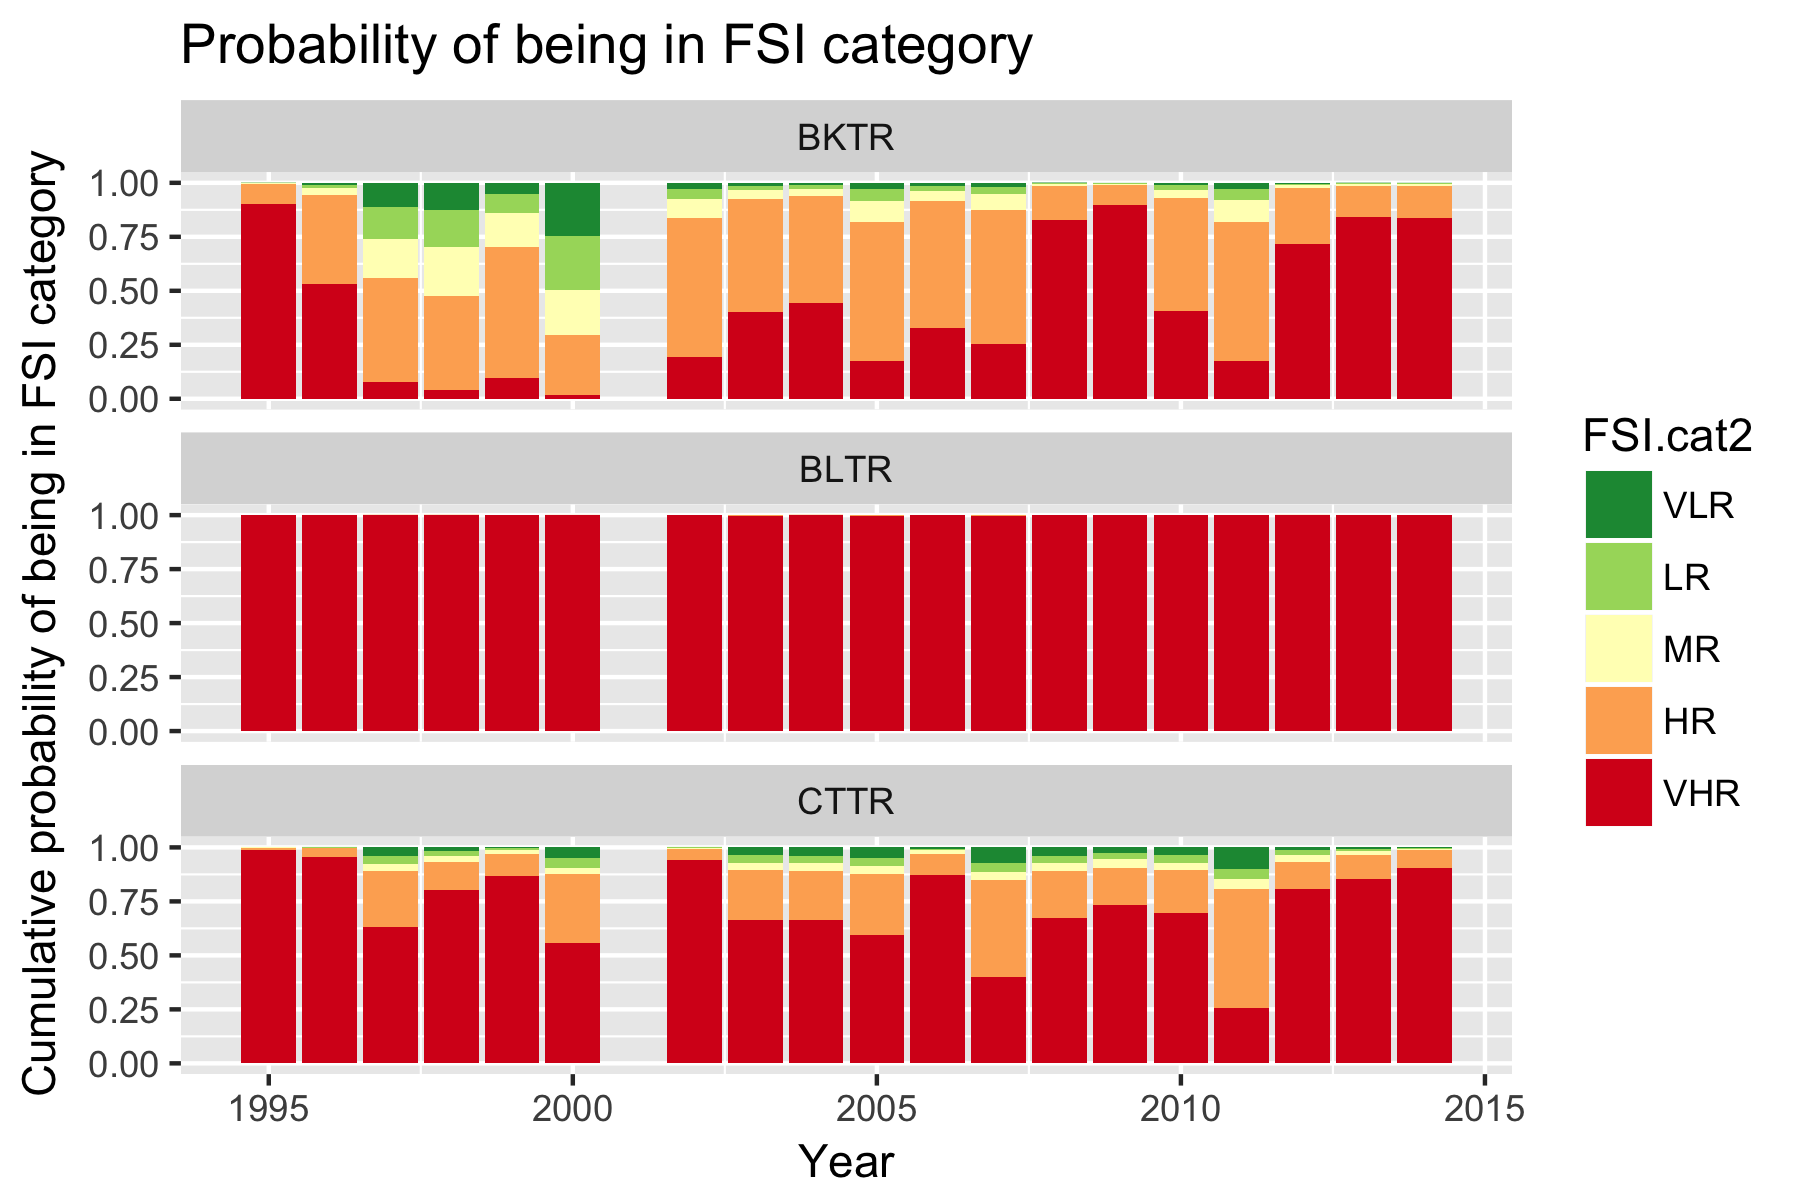 Probability of being in FSI category
Cumulative probability of being in FSI category
BKTR
1.00
0.75
0.50
0.25
0.00
BLTR
1.00
0.75
0.50
0.25
0.00
CTTR
1.00
0.75
0.50
0.25
0.00
1995 2000 2005 2010 2015
Year
FSI.cat2
VLR
LR
MR
HR
VHR